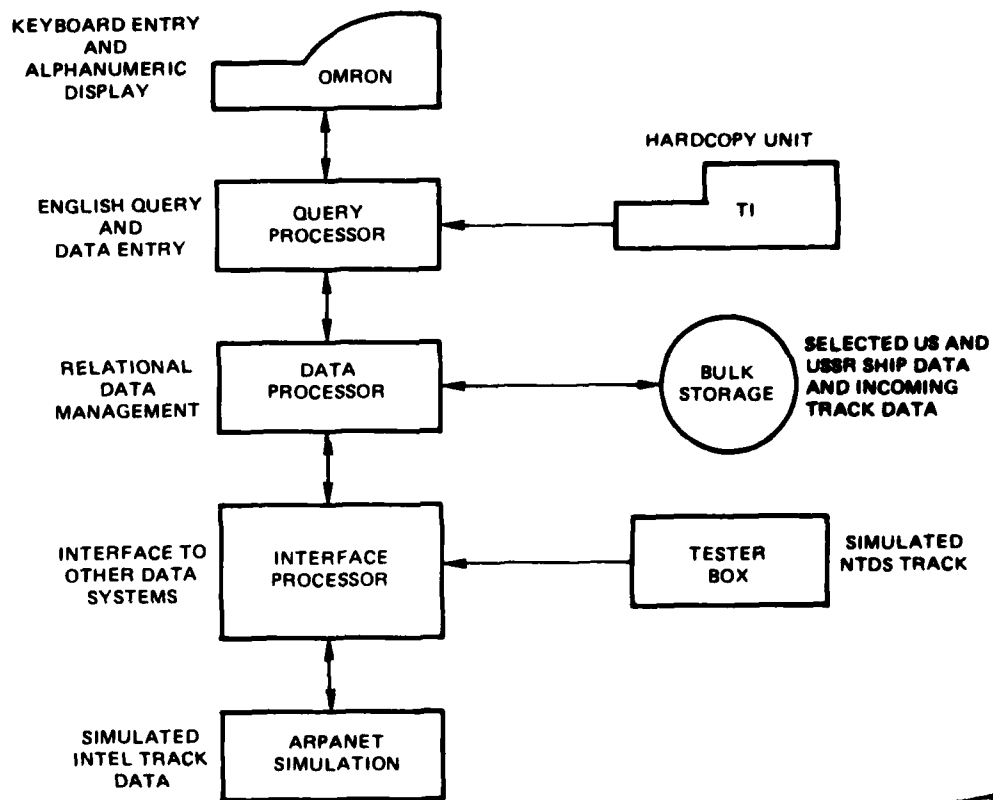 KEYBOARD ENTRY
AND
ALPHANUMERIC
DISPLAY
OMRON
HARDCOPY UNIT
TI
ENGLISH QUERY
AND
DATA ENTRY
QUERY
PROCESSOR
RELATIONAL
DATA
MANAGEMENT
DATA
PROCESSOR
BULK
STORAGE
SELECTED US AND
USSR SHIP DATA
AND INCOMING
TRACK DATA
INTERFACE TO
OTHER DATA
SYSTEMS
INTERFACE
PROCESSOR
TESTER
BOX
SIMULATED
NTDS TRACK
SIMULATED
INTEL TRACK
DATA
ARPANET
SIMULATION